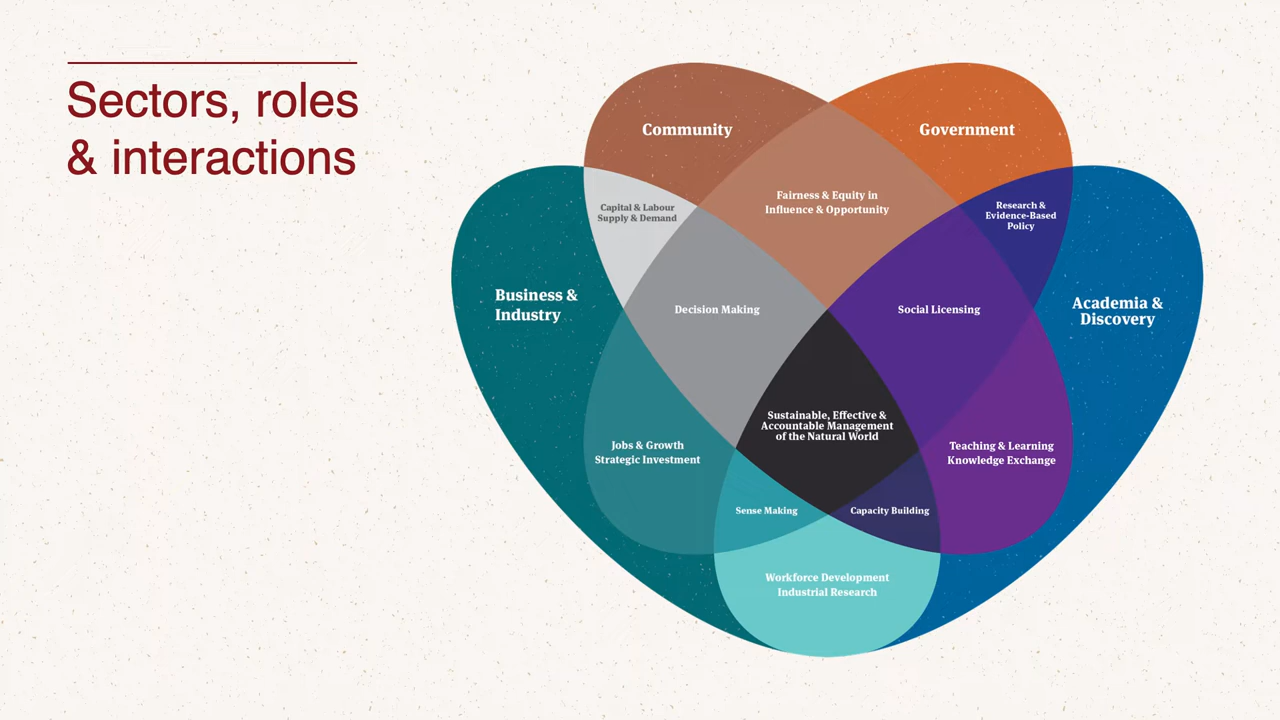 Sectors, roles
& interactions
Community
Government
Fairness & Equity in
Influence & Opportunity
Capital & Labour
Supply & Demand
Research &
Evidence-Based
Policy
Business &
Industry
Decision Making
Social Licensing
Academia &
Discovery
Sustainable, Effective &
Accountable Management
of the Natural World
Jobs & Growth
Strategic Investment
Teaching & Learning
Knowledge Exchange
Sense Making
Capacity Building
Workforce Development
Industrial Research